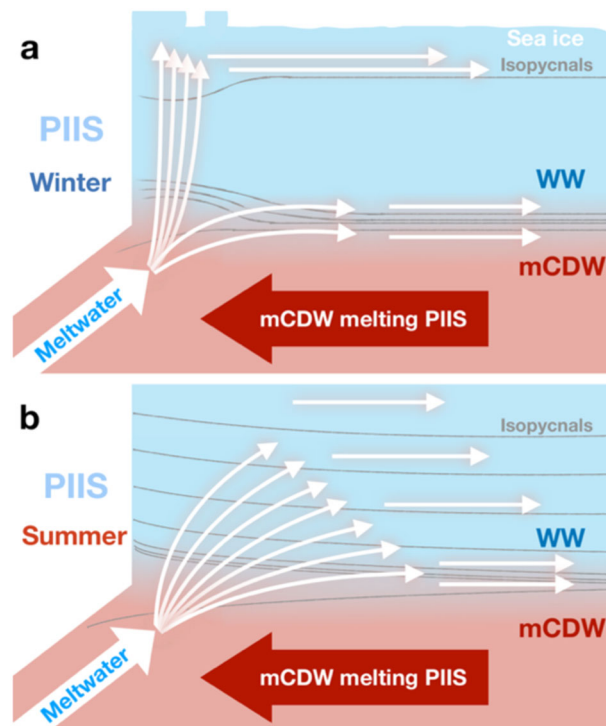 a
Sea ice
Isopycnals
PIIS
Winter
WW
mCDW
Meltwater
mCDW melting PIIS
b
Isopycnals
PIIS
Summer
WW
mCDW
Meltwater
mCDW melting PIIS